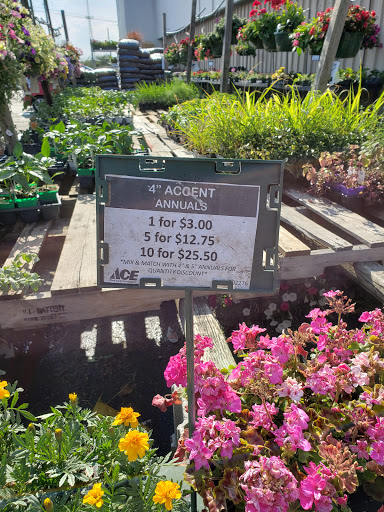 "4" ACCENT
ANNUALS
1 for $3.00
5 for $12.75
10 for $25.50
*MIX & MATCH WITH 4" & 5" ANNUALS FOR
QUANTITY DISCOUNT*
ACE